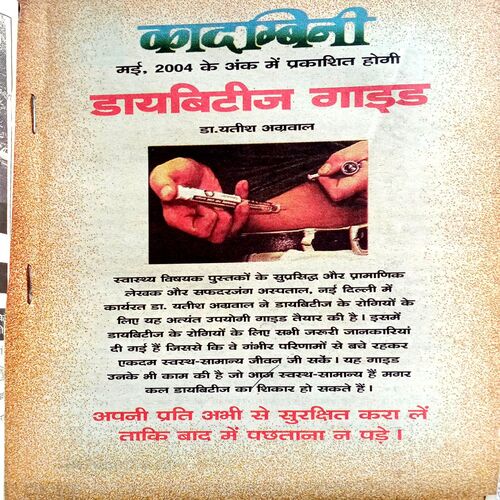 कादम्बिनी
मई, 2004 के अंक में प्रकाशित होगी
डायबिटीज गाइड
डा.यतीश अग्रवाल
स्वास्थ्य विषयक पुस्तकों के सुप्रसिद्ध और प्रामाणिक
लेखक और सफदरजंग अस्पताल, नई दिल्ली में
कार्यरत डा. यतीश अग्रवाल ने डायबिटीज के रोगियों के
लिए यह अत्यंत उपयोगी गाइड तैयार की है। इसमें
डायबिटीज के रोगियों के लिए सभी जरूरी जानकारियां
दी गई हैं जिससे कि वे गंभीर परिणामों से बचे रहकर
एकदम स्वस्थ-सामान्य जीवन जी सकें। यह गाइड
उनके भी काम की है जो आज स्वस्थ-सामान्य हैं मगर
कल डायबिटीज का शिकार हो सकते हैं।
अपनी प्रति अभी से सुरक्षित करा लें
ताकि बाद में पछताना न पड़े।